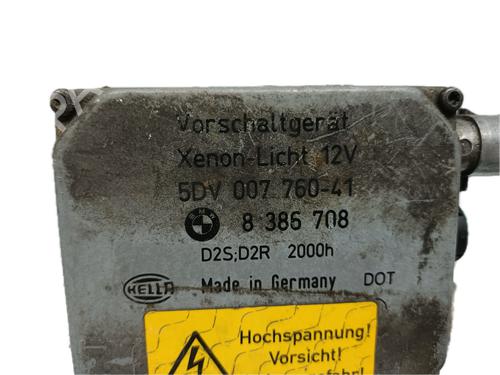 Vorschaltgerät
Xenon-Licht 12V
5DV 007 760-41
8 386 708
D2S;D2R 2000h
HELLA Made in Germany DOT
Hochspannung!
Vorsicht!